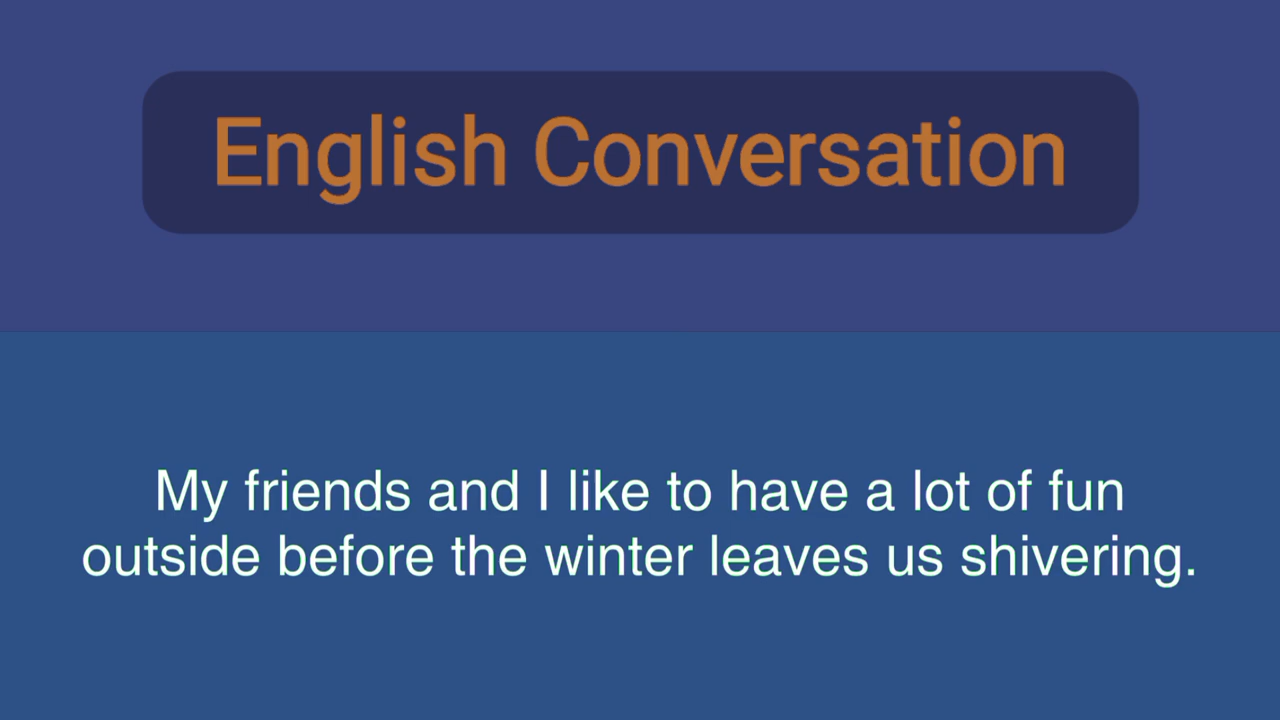 English Conversation
My friends and I like to have a lot of fun
outside before the winter leaves us shivering.